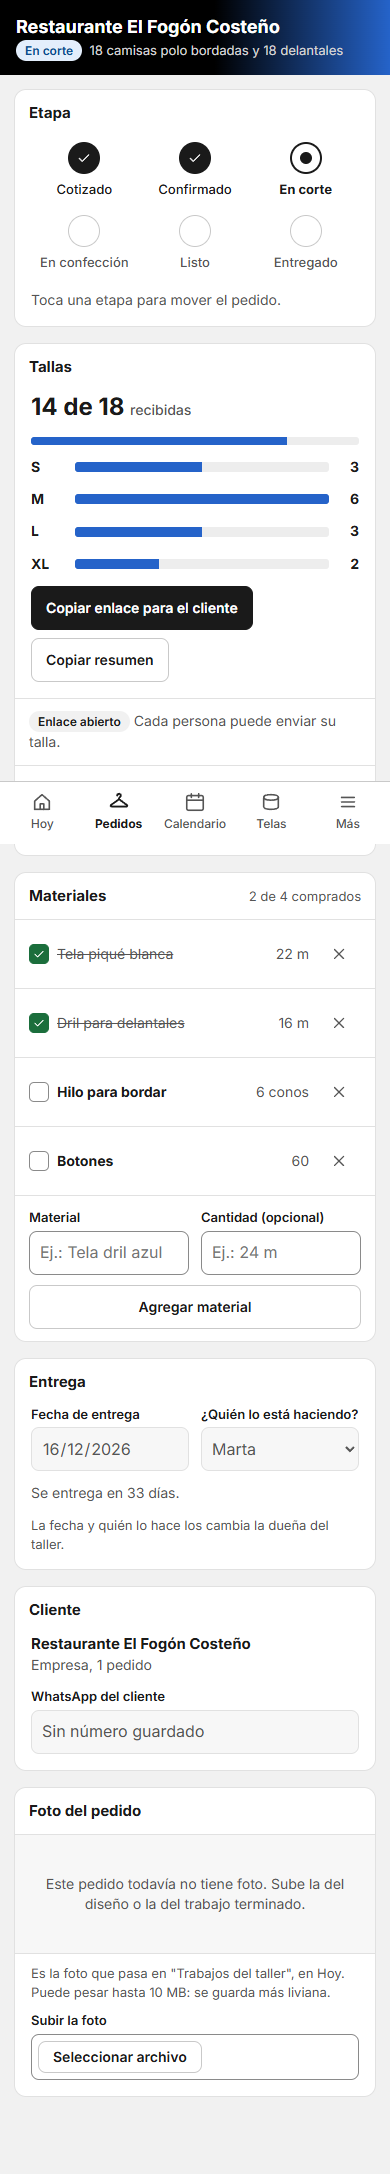 Restaurante El Fogón Costeño
En corte 18 camisas polo bordadas y 18 delantales
Etapa
Cotizado Confirmado En corte
En confección Listo Entregado
Toca una etapa para mover el pedido.
Tallas
14 de 18 recibidas
S 3
M 6
L 3
XL 2
Copiar enlace para el cliente
Copiar resumen
Enlace abierto Cada persona puede enviar su
talla.
Hoy Pedidos Calendario Telas Más
Materiales 2 de 4 comprados
Tela piqué blanca 22 m
Dril para delantales 16 m
Hilo para bordar 6 conos
Botones 60
Material Cantidad (opcional)
Ej.: Tela dril azul Ej.: 24 m
Agregar material
Entrega
Fecha de entrega ¿Quién lo está haciendo?
16/12/2026 Marta
Se entrega en 33 días.
La fecha y quién lo hace los cambia la dueña del
taller.
Cliente
Restaurante El Fogón Costeño
Empresa, 1 pedido
WhatsApp del cliente
Sin número guardado
Foto del pedido
Este pedido todavía no tiene foto. Sube la del
diseño o la del trabajo terminado.
Es la foto que pasa en "Trabajos del taller", en Hoy.
Puede pesar hasta 10 MB: se guarda más liviana.
Subir la foto
Seleccionar archivo